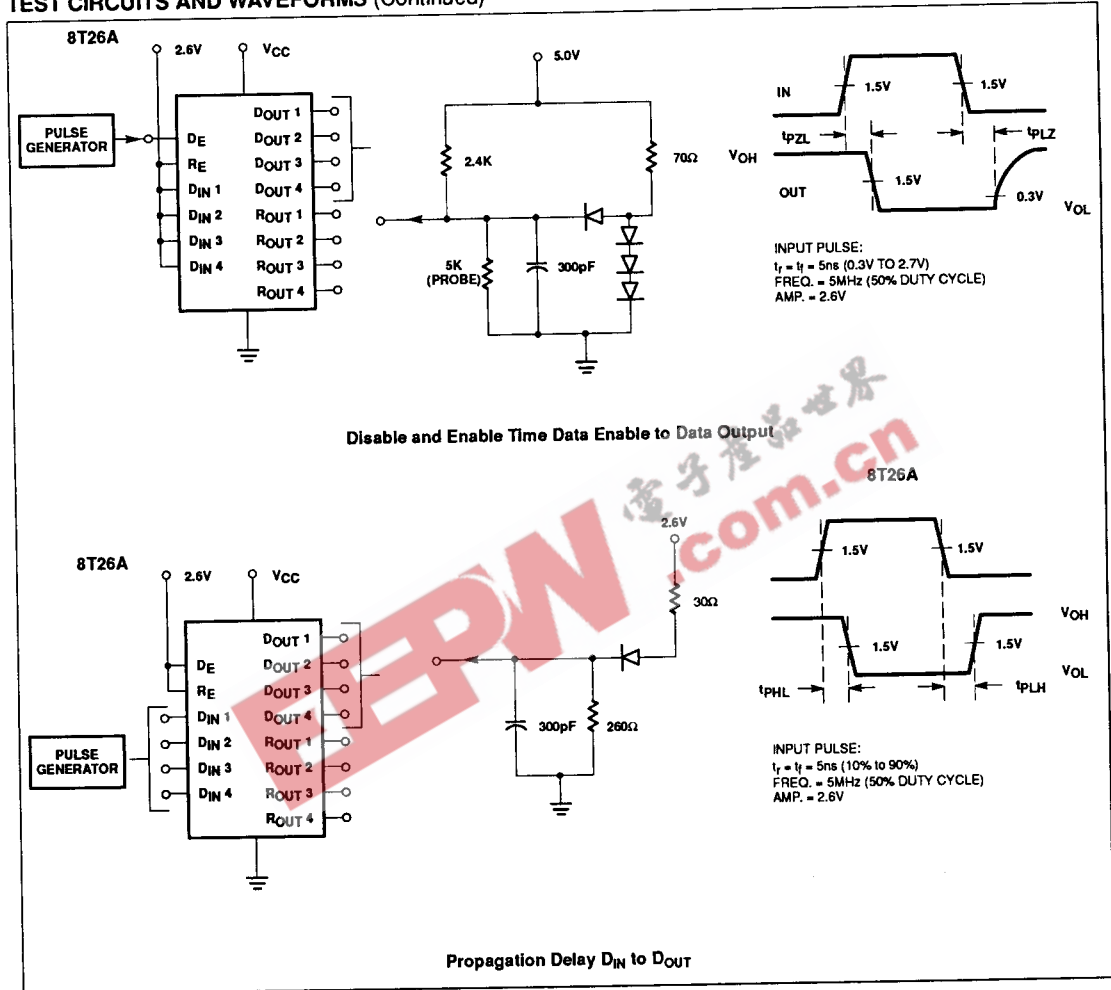 TEST CIRCUITS AND WAVEFORMS (Continued)
8T26A
2.6V
VCC
PULSE GENERATOR
DE
RE
DIN 1
DIN 2
DIN 3
DIN 4
DOUT 1
DOUT 2
DOUT 3
DOUT 4
ROUT 1
ROUT 2
ROUT 3
ROUT 4
5.0V
2.4K
70Ω
5K
(PROBE)
300pF
IN
1.5V
1.5V
tPZL
tPLZ
VOH
OUT
1.5V
0.3V
VOL
INPUT PULSE:
tr = tf = 5ns (0.3V TO 2.7V)
FREQ. = 5MHz (50% DUTY CYCLE)
AMP. = 2.6V
Disable and Enable Time Data Enable to Data Output
電子產品世界
EEPW.com.cn
8T26A
2.6V
VCC
PULSE GENERATOR
DE
RE
DIN 1
DIN 2
DIN 3
DIN 4
DOUT 1
DOUT 2
DOUT 3
DOUT 4
ROUT 1
ROUT 2
ROUT 3
ROUT 4
2.6V
30Ω
300pF
260Ω
8T26A
1.5V
1.5V
VOH
1.5V
1.5V
VOL
tPHL
tPLH
INPUT PULSE:
tr = tf = 5ns (10% to 90%)
FREQ. = 5MHz (50% DUTY CYCLE)
AMP. = 2.6V
Propagation Delay DIN to DOUT